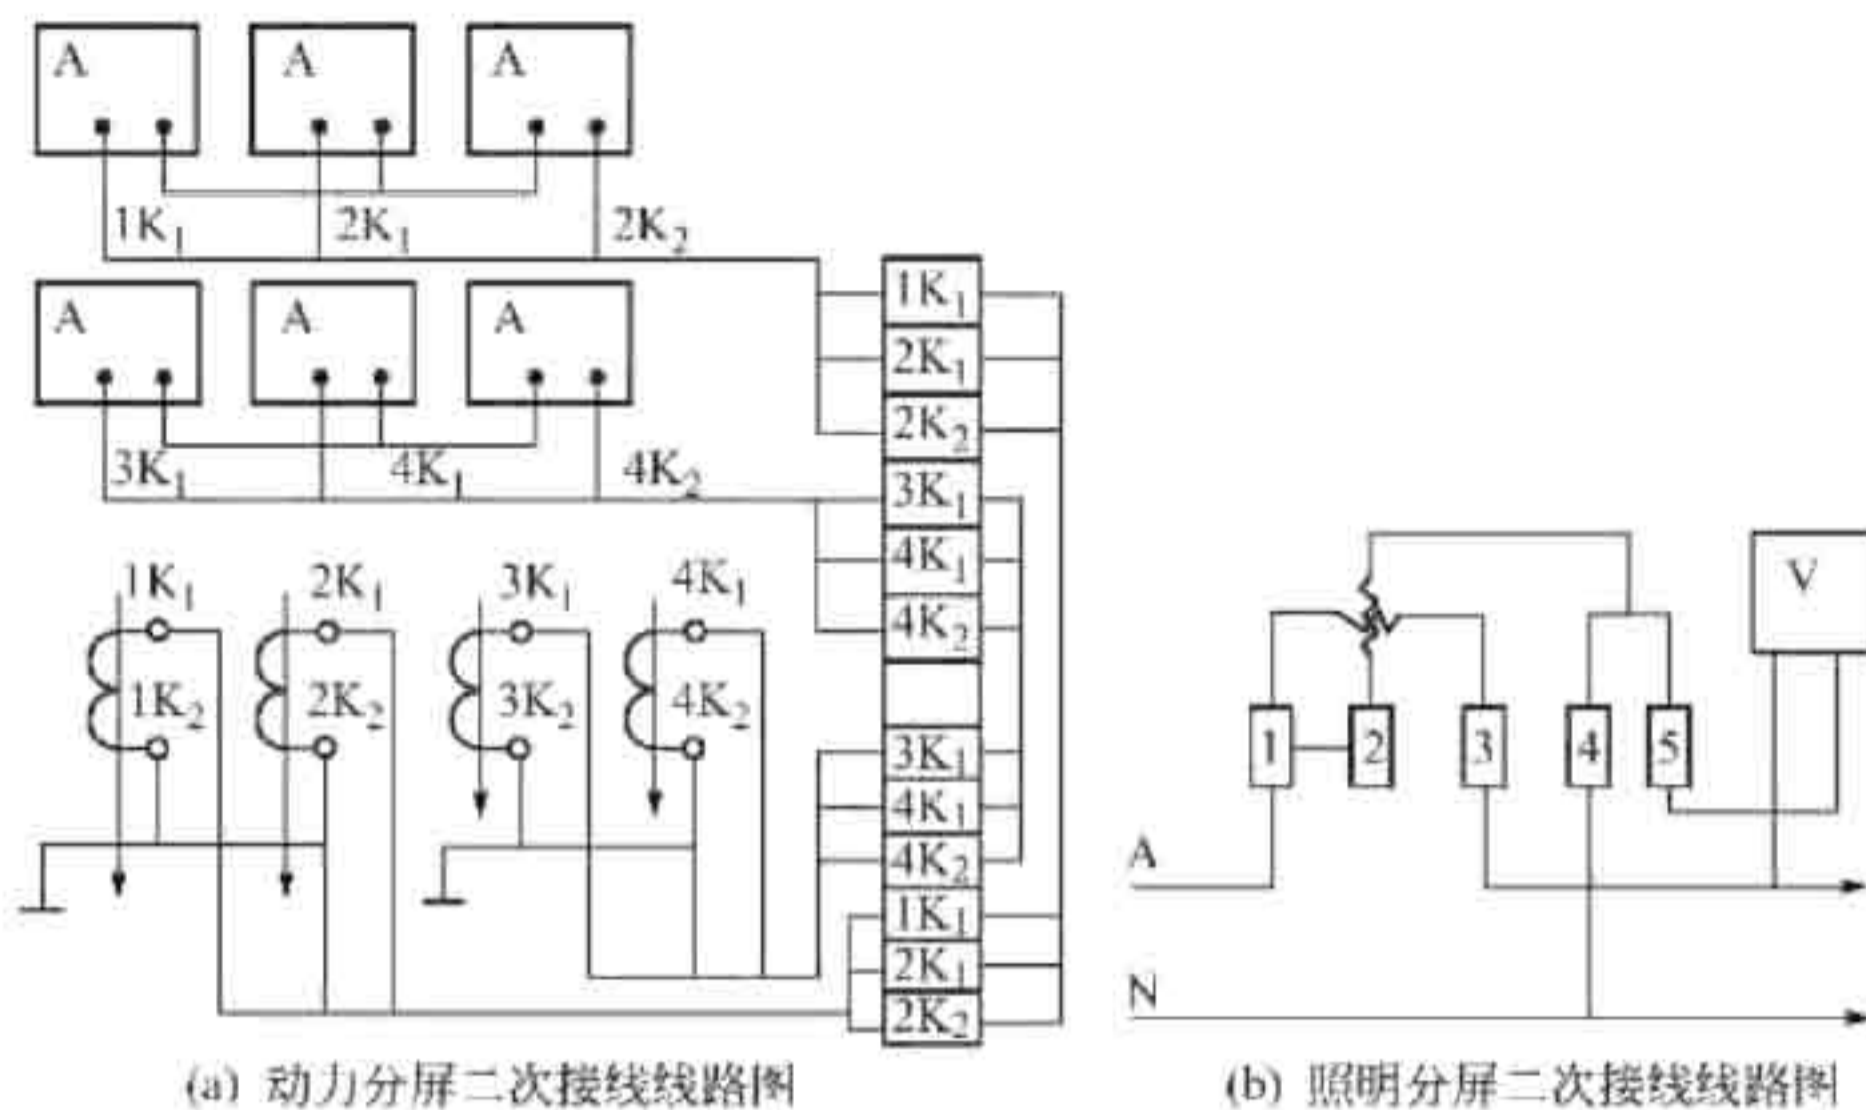 A A A
1K₁ 2K₁ 2K₂
A A A
3K₁ 4K₁ 4K₂
1K₁ 2K₁ 3K₁ 4K₁
1K₂ 2K₂ 3K₂ 4K₂
1K₁
2K₁
2K₂
3K₁
4K₁
4K₂
3K₁
4K₁
4K₂
1K₁
2K₁
2K₂
(a) 动力分屏二次接线线路图
V
1 2 3 4 5
A
N
(b) 照明分屏二次接线线路图